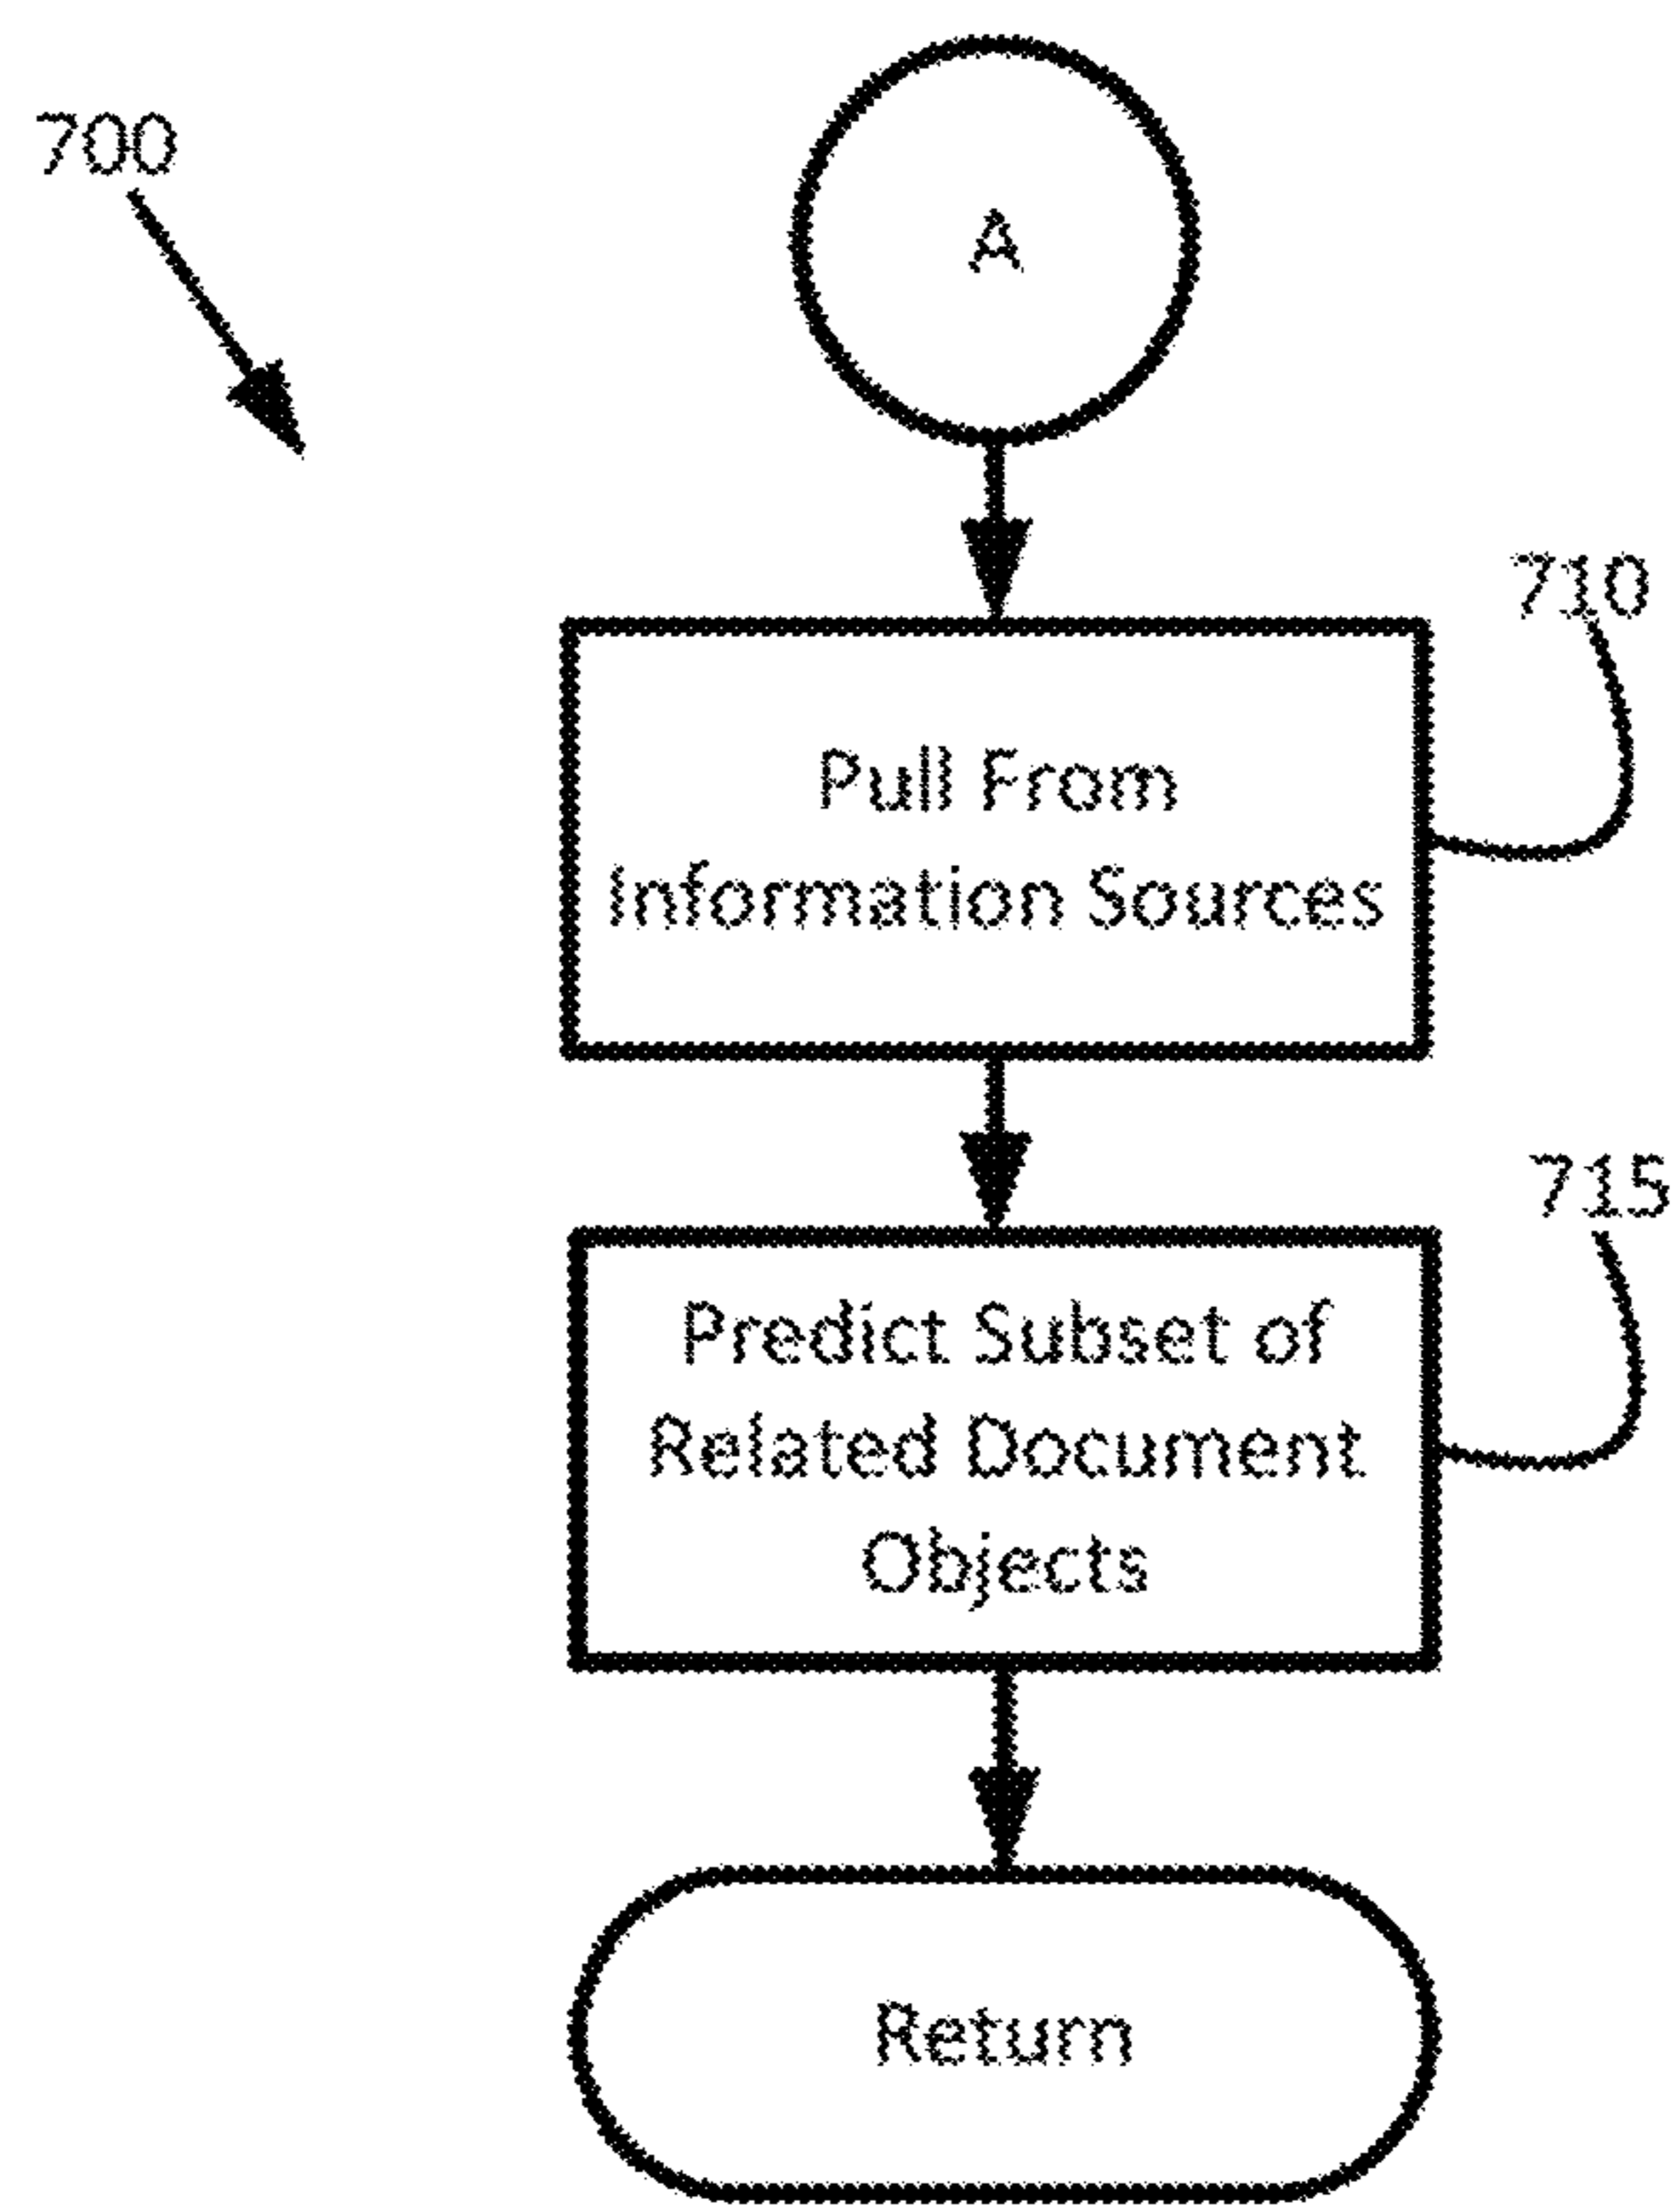 700
A
710
Pull From
Information Sources
715
Predict Subset of
Related Document
Objects
Return